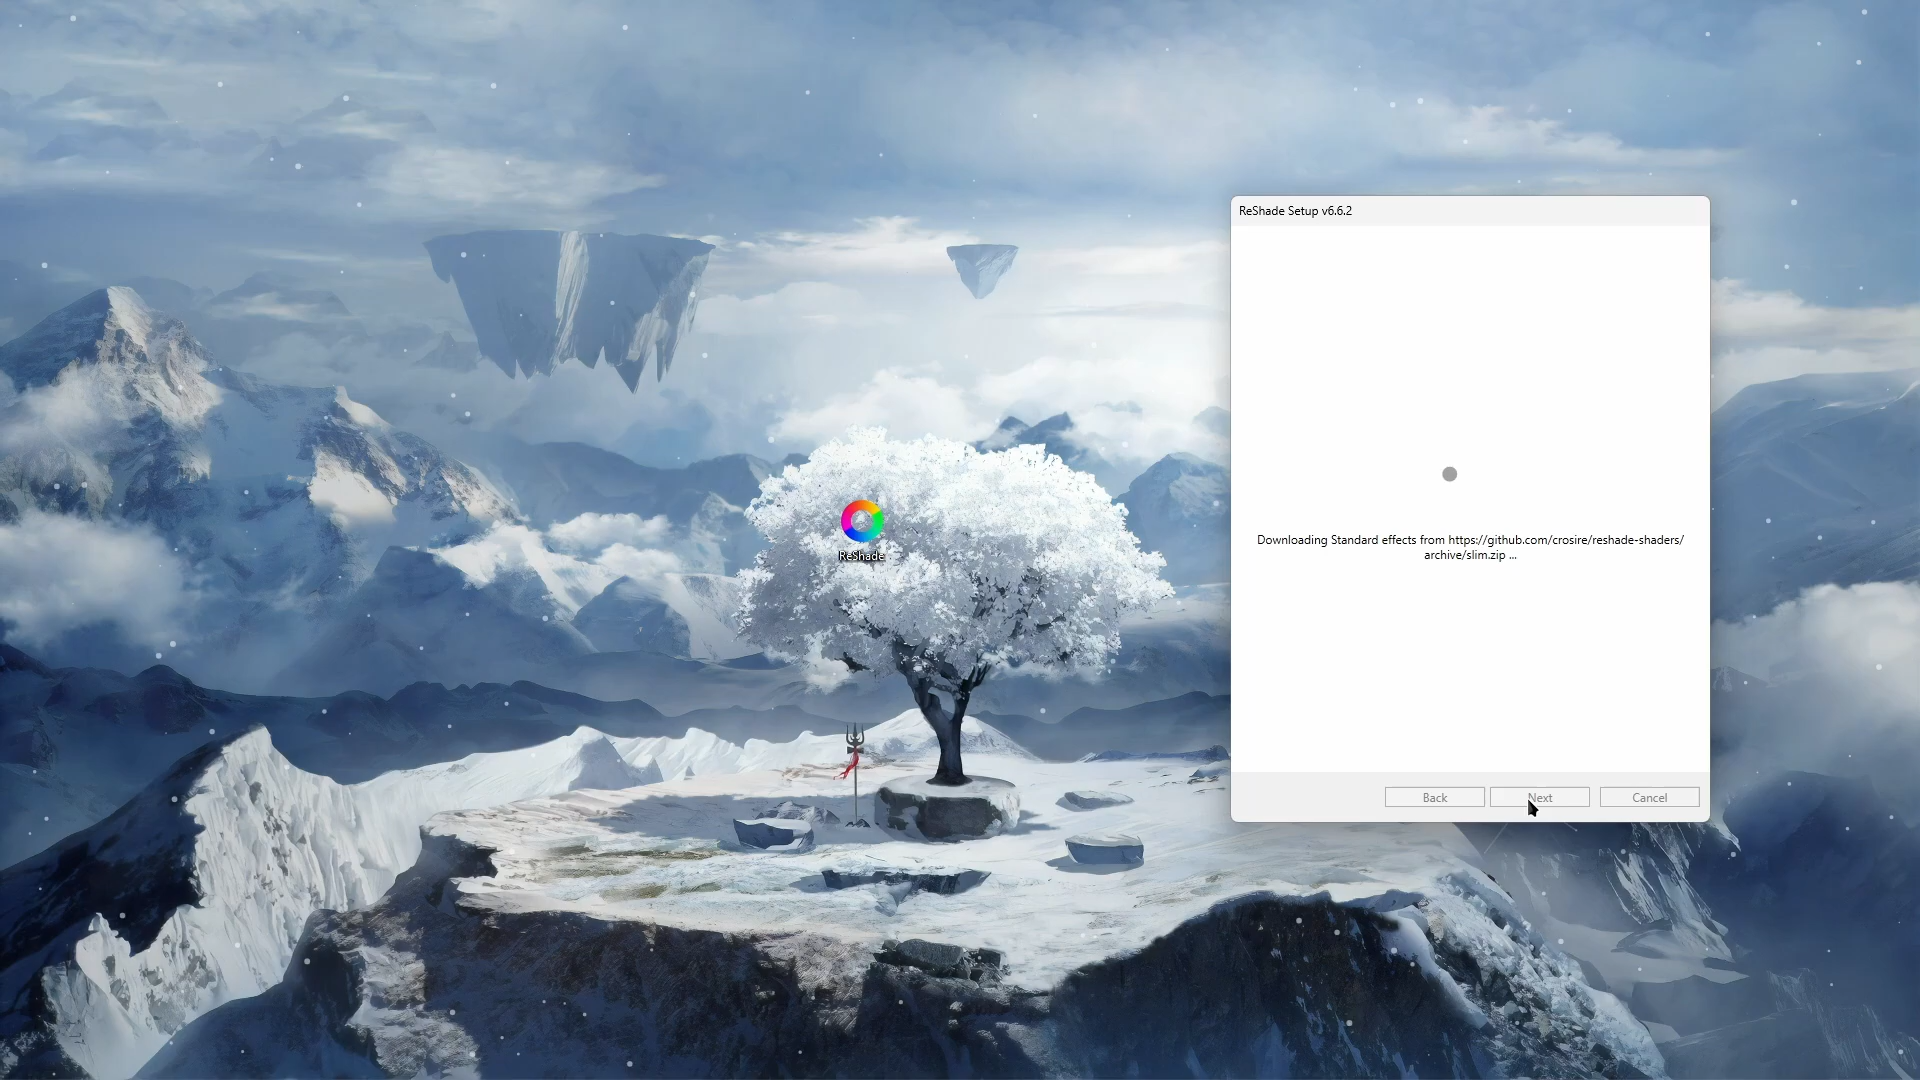 ReShade Setup v6.6.2
ReShade
Downloading Standard effects from https://github.com/crosire/reshade-shaders/
archive/slim.zip ...
Back
Next
Cancel